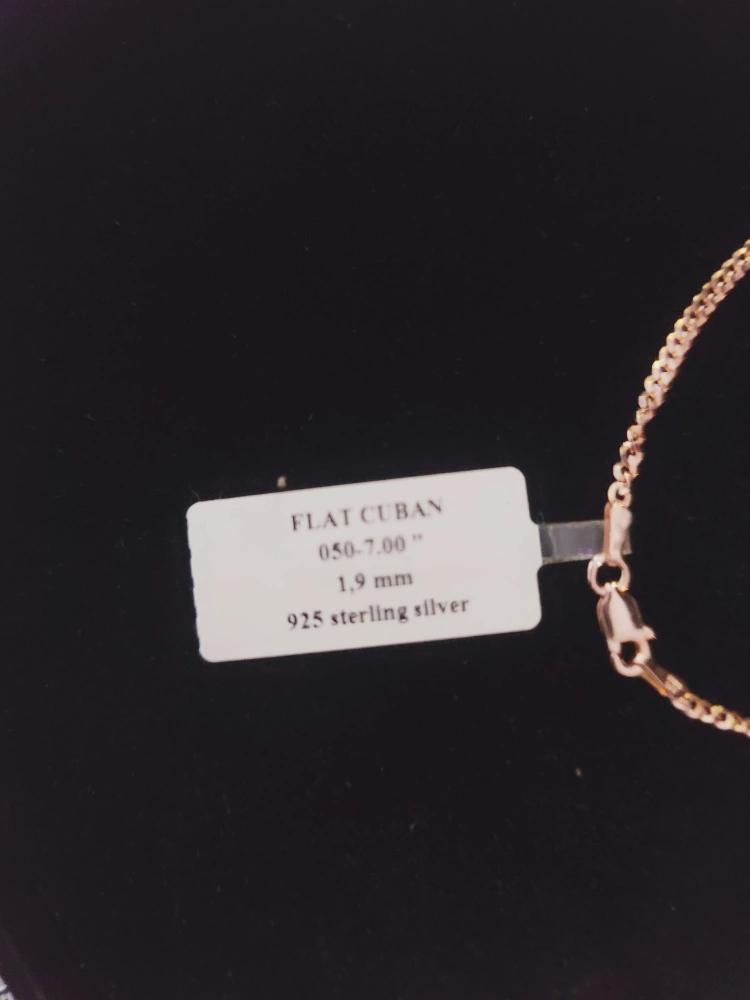 FLAT CUBAN
050-7.00 "
1,9 mm
925 sterling silver